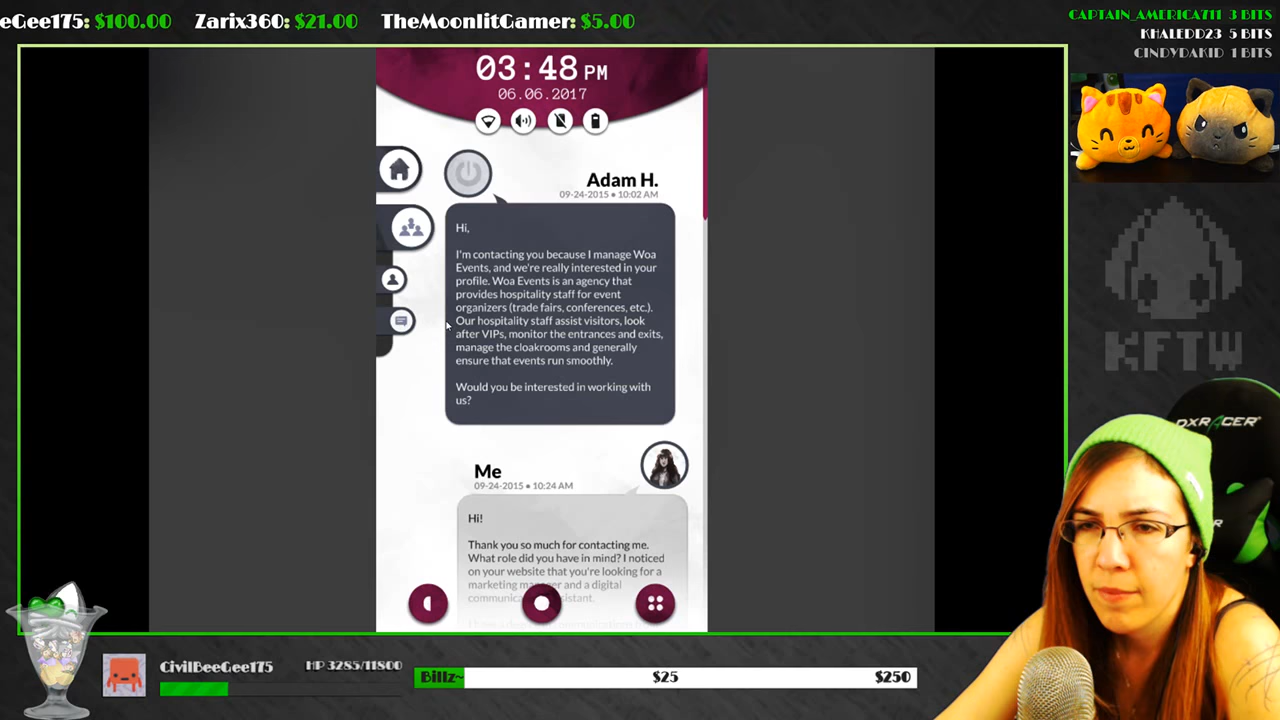 eGee175: $100.00 Zarix360: $21.00 TheMoonlitGamer: $5.00
CAPTAIN_AMERICA711 3 BITS
KHALEDD23 5 BITS
CINDYDAKID 1 BITS
03:48 PM
06.06.2017
Adam H.
09-24-2015 • 10:02 AM
Hi,
I'm contacting you because I manage Woa
Events, and we're really interested in your
profile. Woa Events is an agency that
provides hospitality staff for event
organizers (trade fairs, conferences, etc.).
Our hospitality staff assist visitors, look
after VIPs, monitor the entrances and exits,
manage the cloakrooms and generally
ensure that events run smoothly.
Would you be interested in working with
us?
Me
09-24-2015 • 10:24 AM
Hi!
Thank you so much for contacting me.
What role did you have in mind? I noticed
on your website that you're looking for a
marketing and a digital
KFTW
DXRACER
CivilBeeGee175 HP 3285/11800
Billz~ $25 $250